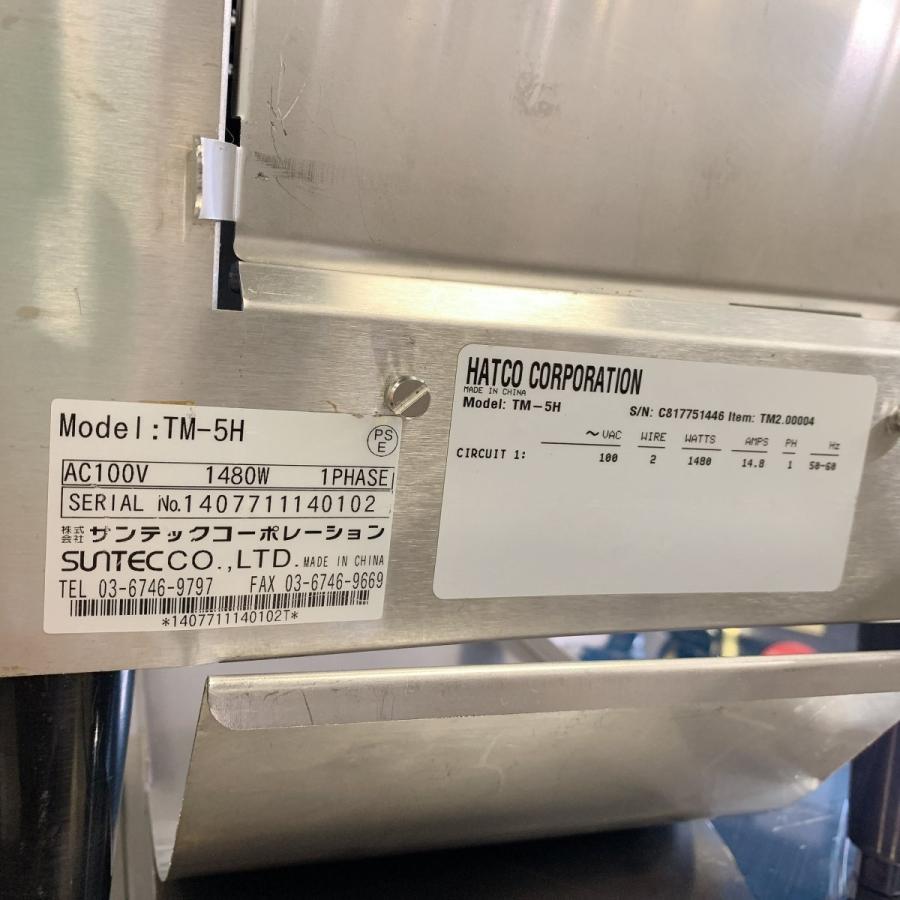 Model:TM-5H
PS
E
AC100V 1480W 1PHASE
SERIAL No.1407711140102
株式会社 サンテックコーポレーション
SUNTECCO.,LTD. MADE IN CHINA
TEL 03-6746-9797 FAX 03-6746-9669
*1407711140102T*
HATCO CORPORATION
MADE IN CHINA
Model: TM-5H S/N: C817751446 Item: TM2.00004
~VAC WIRE WATTS AMPS PH Hz
CIRCUIT 1: 100 2 1480 14.8 1 50-60